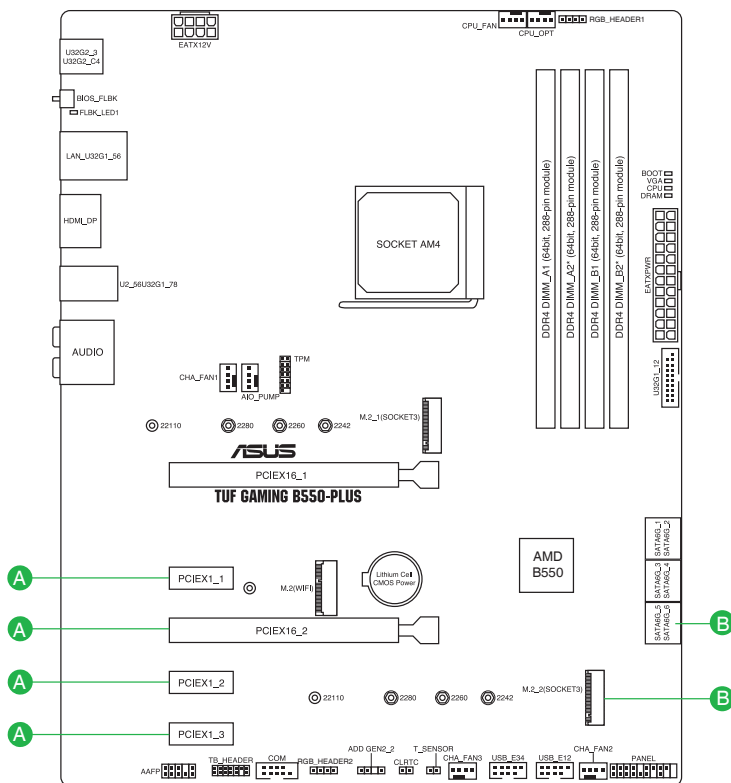 U32G2_3
U32G2_C4
EATX12V
CPU_FAN
CPU_OPT
RGB_HEADER1
BIOS_FLBK
FLBK_LED1
LAN_U32G1_56
HDMI_DP
U2_56U32G1_78
AUDIO
SOCKET AM4
DDR4 DIMM_A1 (64bit, 288-pin module)
DDR4 DIMM_A2* (64bit, 288-pin module)
DDR4 DIMM_B1 (64bit, 288-pin module)
DDR4 DIMM_B2* (64bit, 288-pin module)
BOOT
VGA
CPU
DRAM
EATXPWR
U32G1_12
CHA_FAN1
AIO_PUMP
TPM
M.2_1(SOCKET3)
22110
2280
2260
2242
ASUS
PCIEX16_1
TUF GAMING B550-PLUS
AMD
B550
SATA6G_1
SATA6G_2
SATA6G_3
SATA6G_4
SATA6G_5
SATA6G_6
B
A
PCIEX1_1
M.2(WIFI)
Lithium Cell
CMOS Power
A
PCIEX16_2
A
PCIEX1_2
22110
2280
2260
2242
M.2_2(SOCKET3)
B
A
PCIEX1_3
AAFP
TB_HEADER
COM
RGB_HEADER2
ADD GEN2_2
CLRTC
T_SENSOR
CHA_FAN3
USB_E34
USB_E12
CHA_FAN2
PANEL